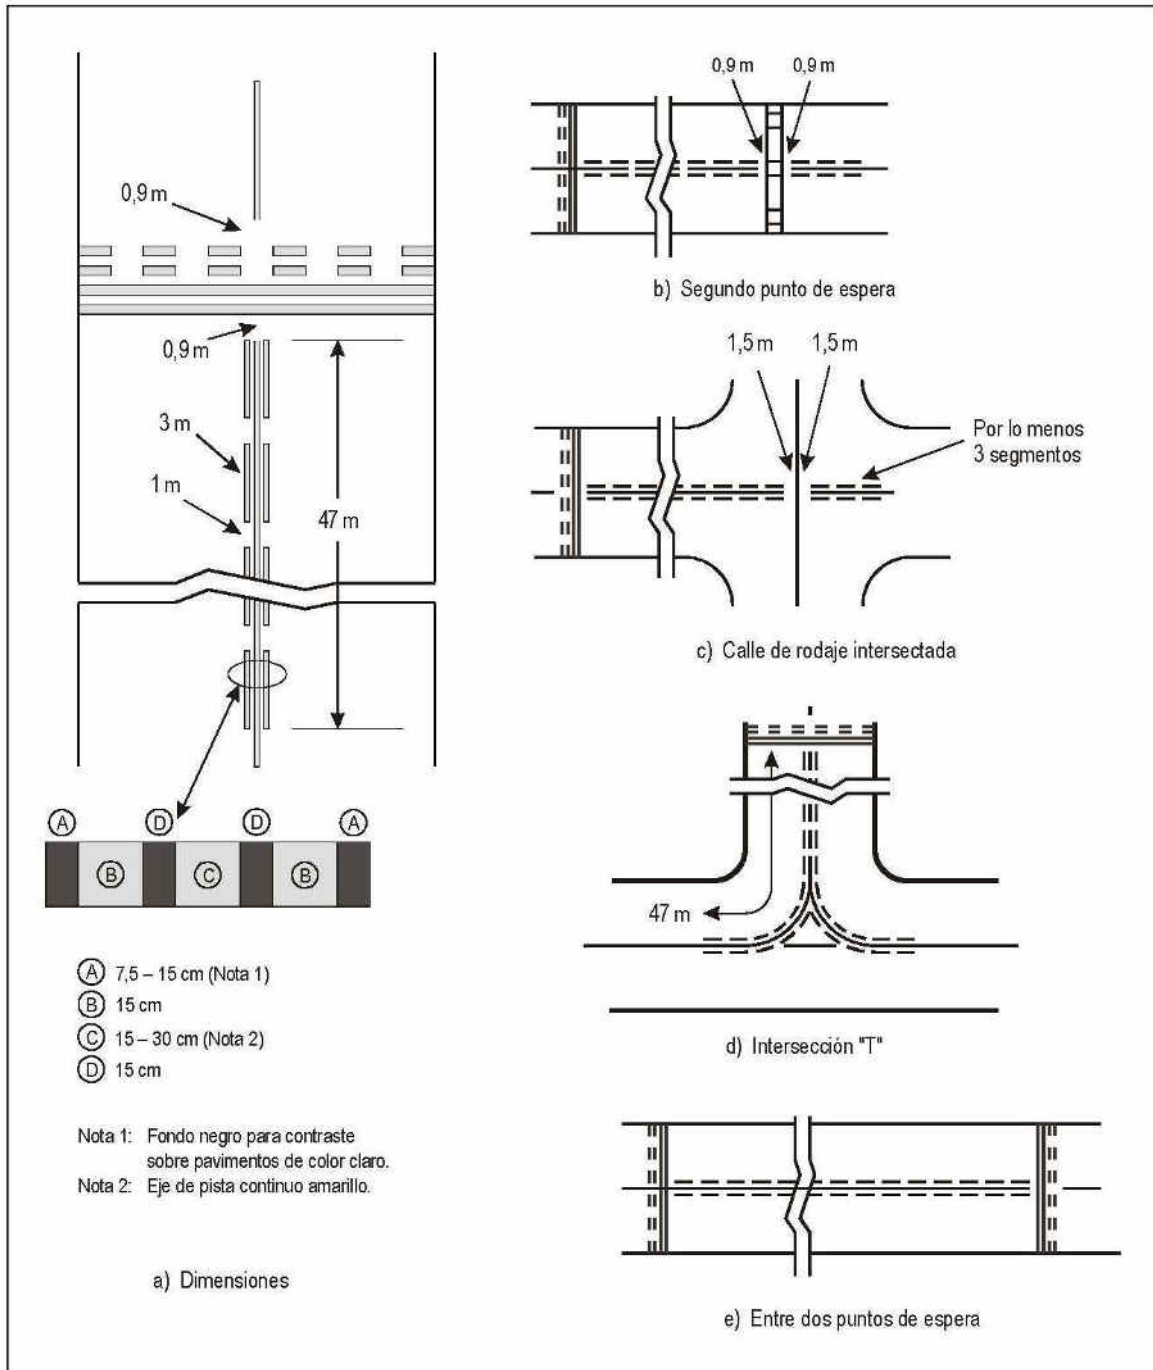 0,9 m
0,9 m
3 m
1 m
47 m
A
D
D
A
B
C
B
A 7,5 – 15 cm (Nota 1)
B 15 cm
C 15 – 30 cm (Nota 2)
D 15 cm
Nota 1: Fondo negro para contraste
sobre pavimentos de color claro.
Nota 2: Eje de pista continuo amarillo.
a) Dimensiones
0,9 m 0,9 m
b) Segundo punto de espera
1,5 m 1,5 m
Por lo menos
3 segmentos
c) Calle de rodaje intersectada
47 m
d) Intersección "T"
e) Entre dos puntos de espera